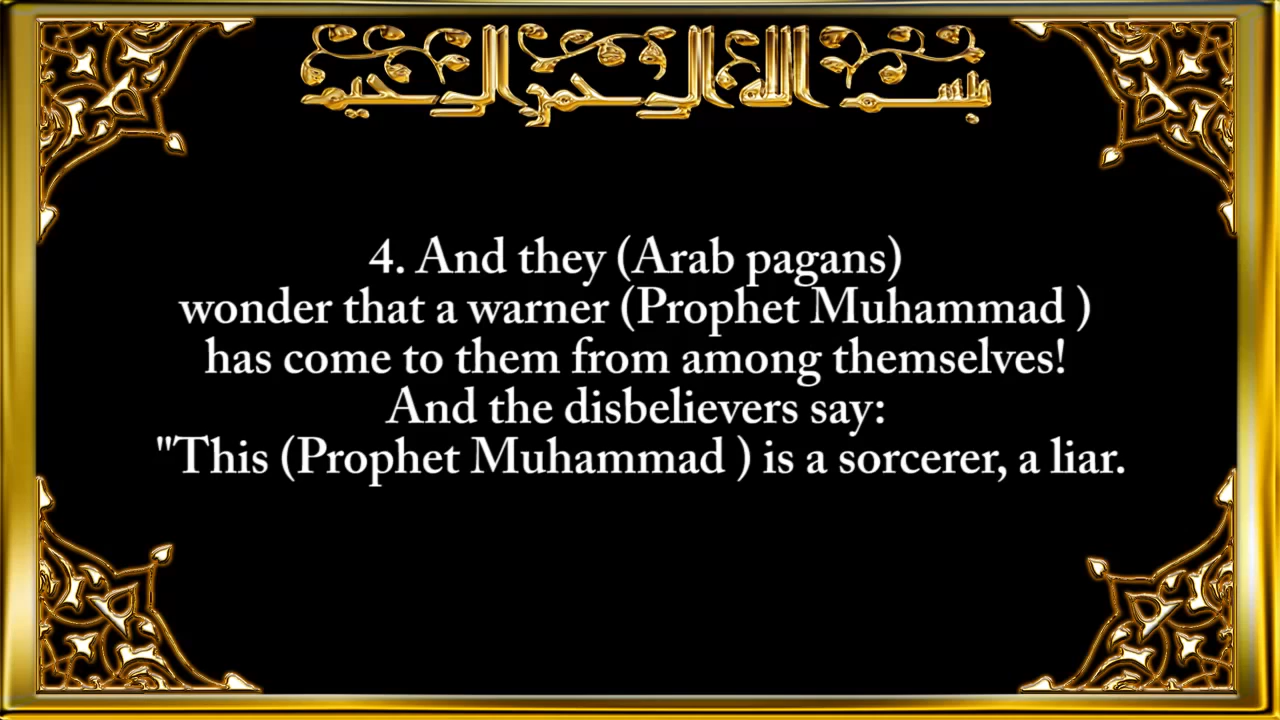 بسم الله الرحمن الرحيم
4. And they (Arab pagans)
wonder that a warner (Prophet Muhammad )
has come to them from among themselves!
And the disbelievers say:
"This (Prophet Muhammad ) is a sorcerer, a liar.